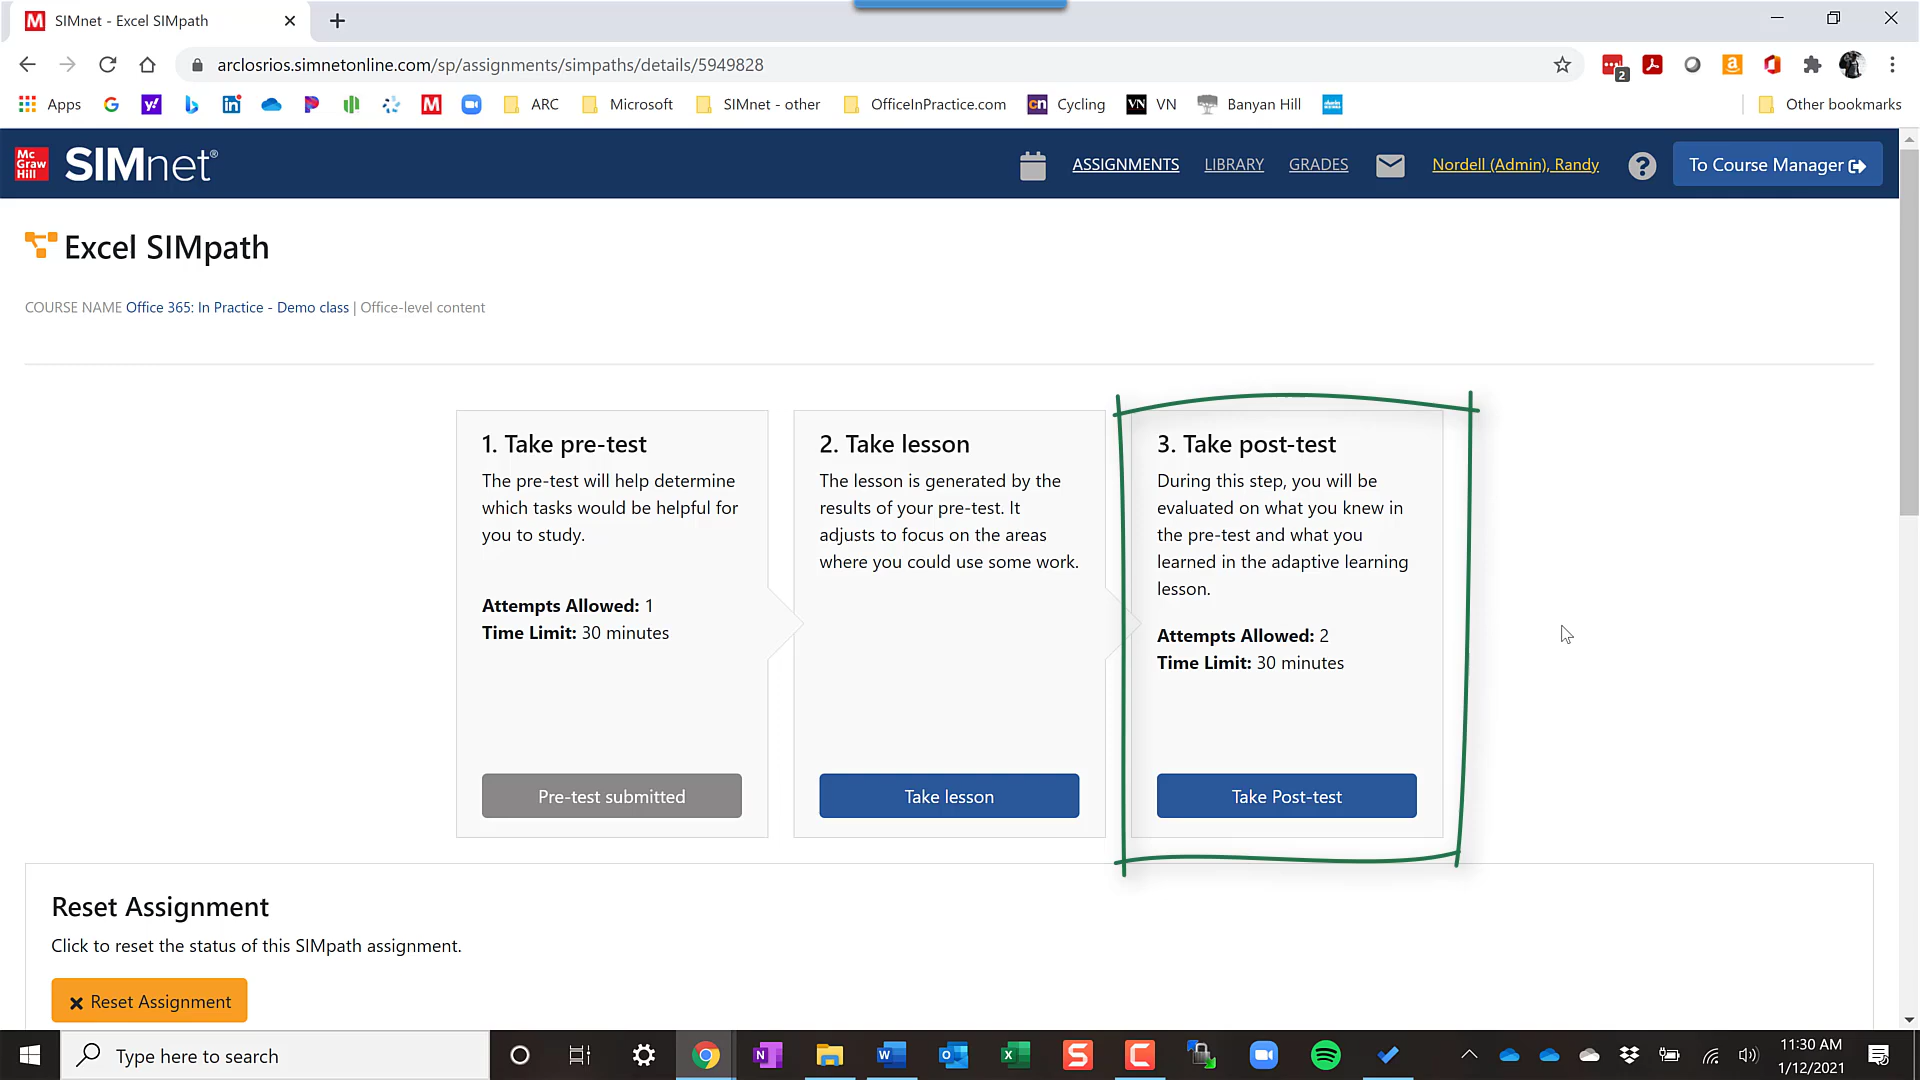 SIMnet - Excel SIMpath
arclosrios.simnetonline.com/sp/assignments/simpaths/details/5949828
2
Apps
ARC
Microsoft
SIMnet - other
OfficeInPractice.com
Cycling
VN
Banyan Hill
Other bookmarks
Mc Graw Hill
SIMnet®
ASSIGNMENTS
LIBRARY
GRADES
Nordell (Admin), Randy
?
To Course Manager
Excel SIMpath
COURSE NAME Office 365: In Practice - Demo class | Office-level content
1. Take pre-test
The pre-test will help determine
which tasks would be helpful for
you to study.
Attempts Allowed: 1
Time Limit: 30 minutes
Pre-test submitted
2. Take lesson
The lesson is generated by the
results of your pre-test. It
adjusts to focus on the areas
where you could use some work.
Take lesson
3. Take post-test
During this step, you will be
evaluated on what you knew in
the pre-test and what you
learned in the adaptive learning
lesson.
Attempts Allowed: 2
Time Limit: 30 minutes
Take Post-test
Reset Assignment
Click to reset the status of this SIMpath assignment.
Reset Assignment
Type here to search
11:30 AM
1/12/2021